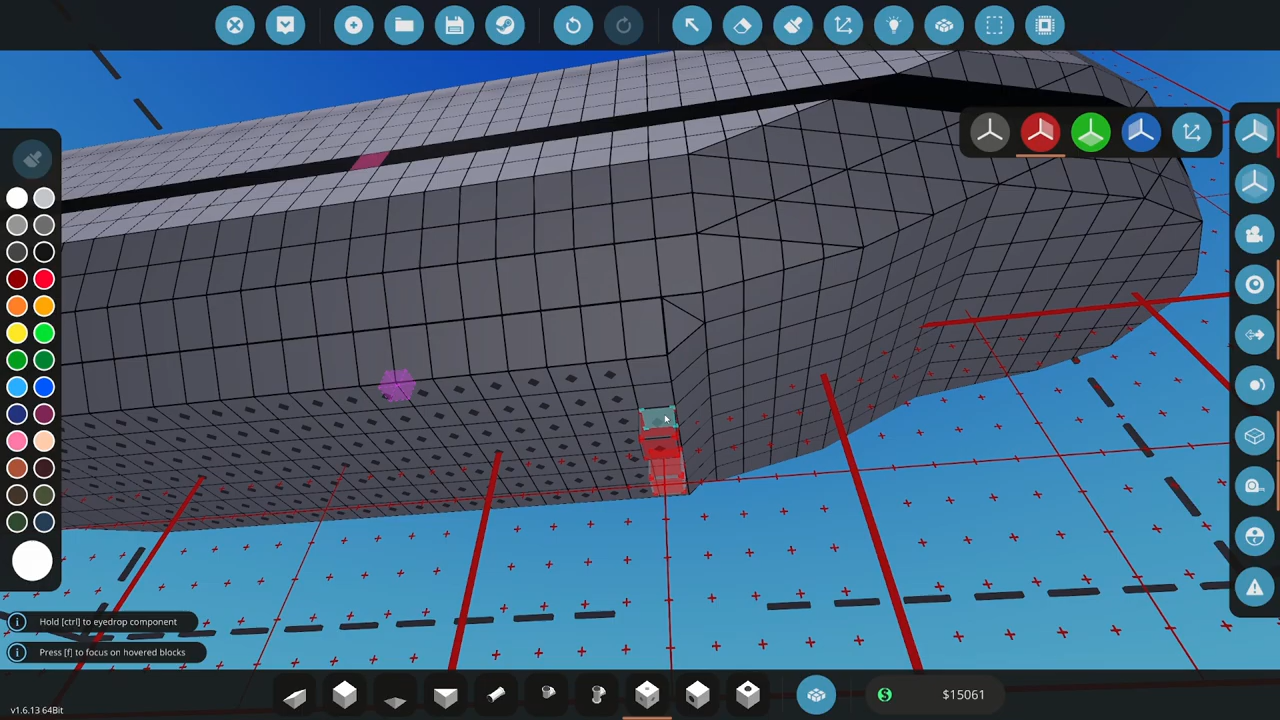 Hold [ctrl] to eyedrop component
Press [f] to focus on hovered blocks
$15061
v1.6.13 64Bit